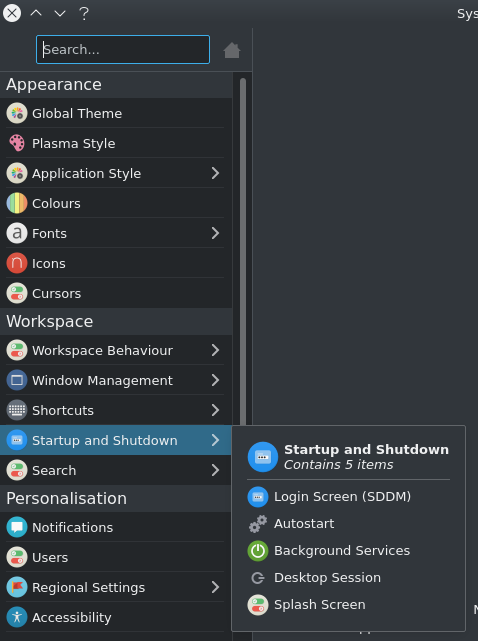 Sys
Search...
Appearance
Global Theme
Plasma Style
Application Style
Colours
Fonts
Icons
Cursors
Workspace
Workspace Behaviour
Window Management
Shortcuts
Startup and Shutdown
Search
Personalisation
Notifications
Users
Regional Settings
Accessibility
Startup and Shutdown
Contains 5 items
Login Screen (SDDM)
Autostart
Background Services
Desktop Session
Splash Screen